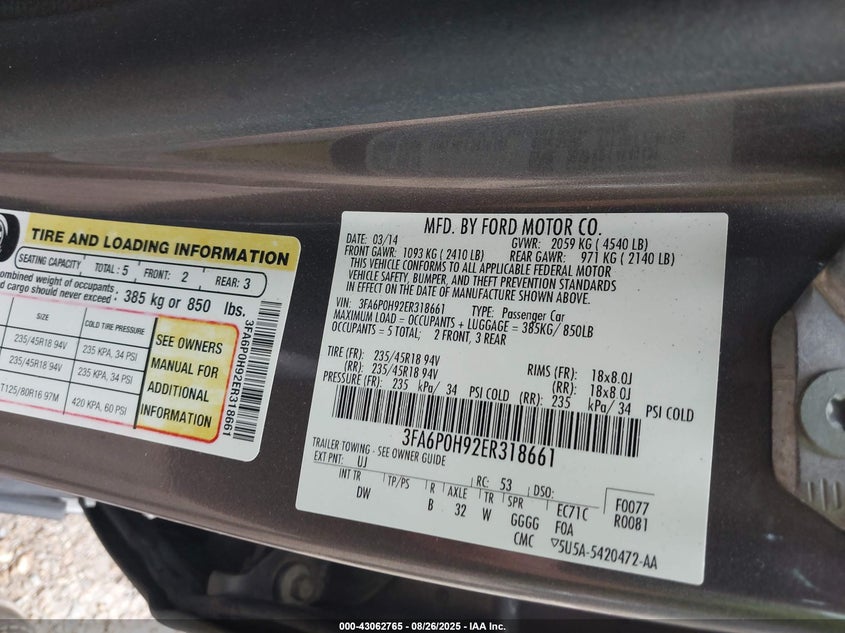 TIRE AND LOADING INFORMATION
SEATING CAPACITY TOTAL: 5 FRONT: 2 REAR: 3
combined weight of occupants
d cargo should never exceed: 385 kg or 850 lbs.
SIZE COLD TIRE PRESSURE
235/45R18 94V 235 KPA, 34 PSI
235/45R18 94V 235 KPA, 34 PSI
T125/80R16 97M 420 KPA, 60 PSI
SEE OWNERS
MANUAL FOR
ADDITIONAL
INFORMATION
3FA6P0H92ER318661
MFD. BY FORD MOTOR CO.
DATE: 03/14 GVWR: 2059 KG ( 4540 LB)
FRONT GAWR: 1093 KG ( 2410 LB) REAR GAWR: 971 KG ( 2140 LB)
THIS VEHICLE CONFORMS TO ALL APPLICABLE FEDERAL MOTOR
VEHICLE SAFETY, BUMPER, AND THEFT PREVENTION STANDARDS
IN EFFECT ON THE DATE OF MANUFACTURE SHOWN ABOVE.
VIN: 3FA6P0H92ER318661 TYPE: Passenger Car
MAXIMUM LOAD = OCCUPANTS + LUGGAGE = 385KG/ 850LB
OCCUPANTS = 5 TOTAL; 2 FRONT, 3 REAR
TIRE (FR): 235/45R18 94V RIMS (FR): 18x8.0J
(RR): 235/45R18 94V (RR): 18x8.0J
PRESSURE (FR): 235 kPa/ 34 PSI COLD (RR): 235 kPa/ 34 PSI COLD
3FA6P0H92ER318661
TRAILER TOWING - SEE OWNER GUIDE
EXT PNT: UJ RC: 53 DSO: F0077
INT TR TP/PS R AXLE TR SPR EC71C R0081
DW B 32 W GGGG F0A
CMC ▽5U5A-5420472-AA
000-43062765 - 08/26/2025 - IAA Inc.